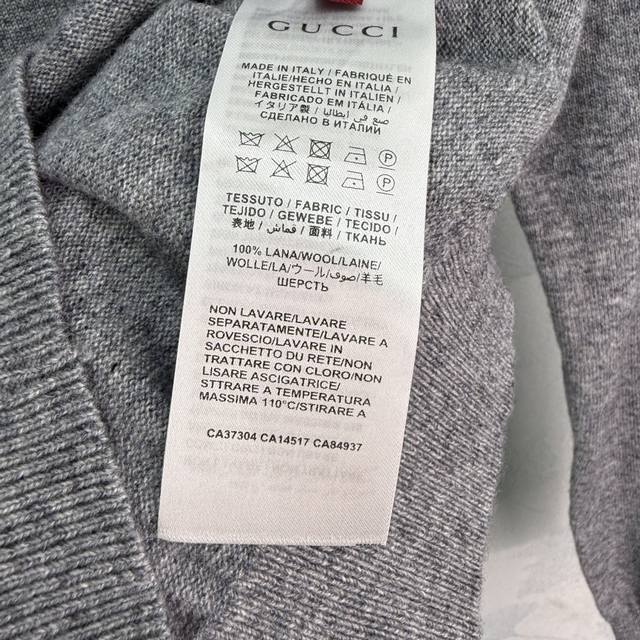 GUCCI
MADE IN ITALY / FABRIQUÉ EN
ITALIE/HECHO EN ITALIA/
HERGESTELLT IN ITALIEN/
FABRICADO EM ITÁLIA/
イタリア製 / صنع في ايطاليا /
СДЕЛАНО В ИТАЛИИ
TESSUTO / FABRIC / TISSU /
TEJIDO / GEWEBE / TECIDO /
表地 / قماش / 面料 / ТКАНЬ
100% LANA/WOOL/LAINE/
WOLLE/LA/ウール/صوف/羊毛
ШЕРСТЬ
NON LAVARE/LAVARE
SEPARATAMENTE/LAVARE A
ROVESCIO/LAVARE IN
SACCHETTO DU RETE/NON
TRATTARE CON CLORO/NON
LISARE ASCIGATRICE/
STTRARE A TEMPERATURA
MASSIMA 110°C/STIRARE A
CA37304 CA14517 CA84937